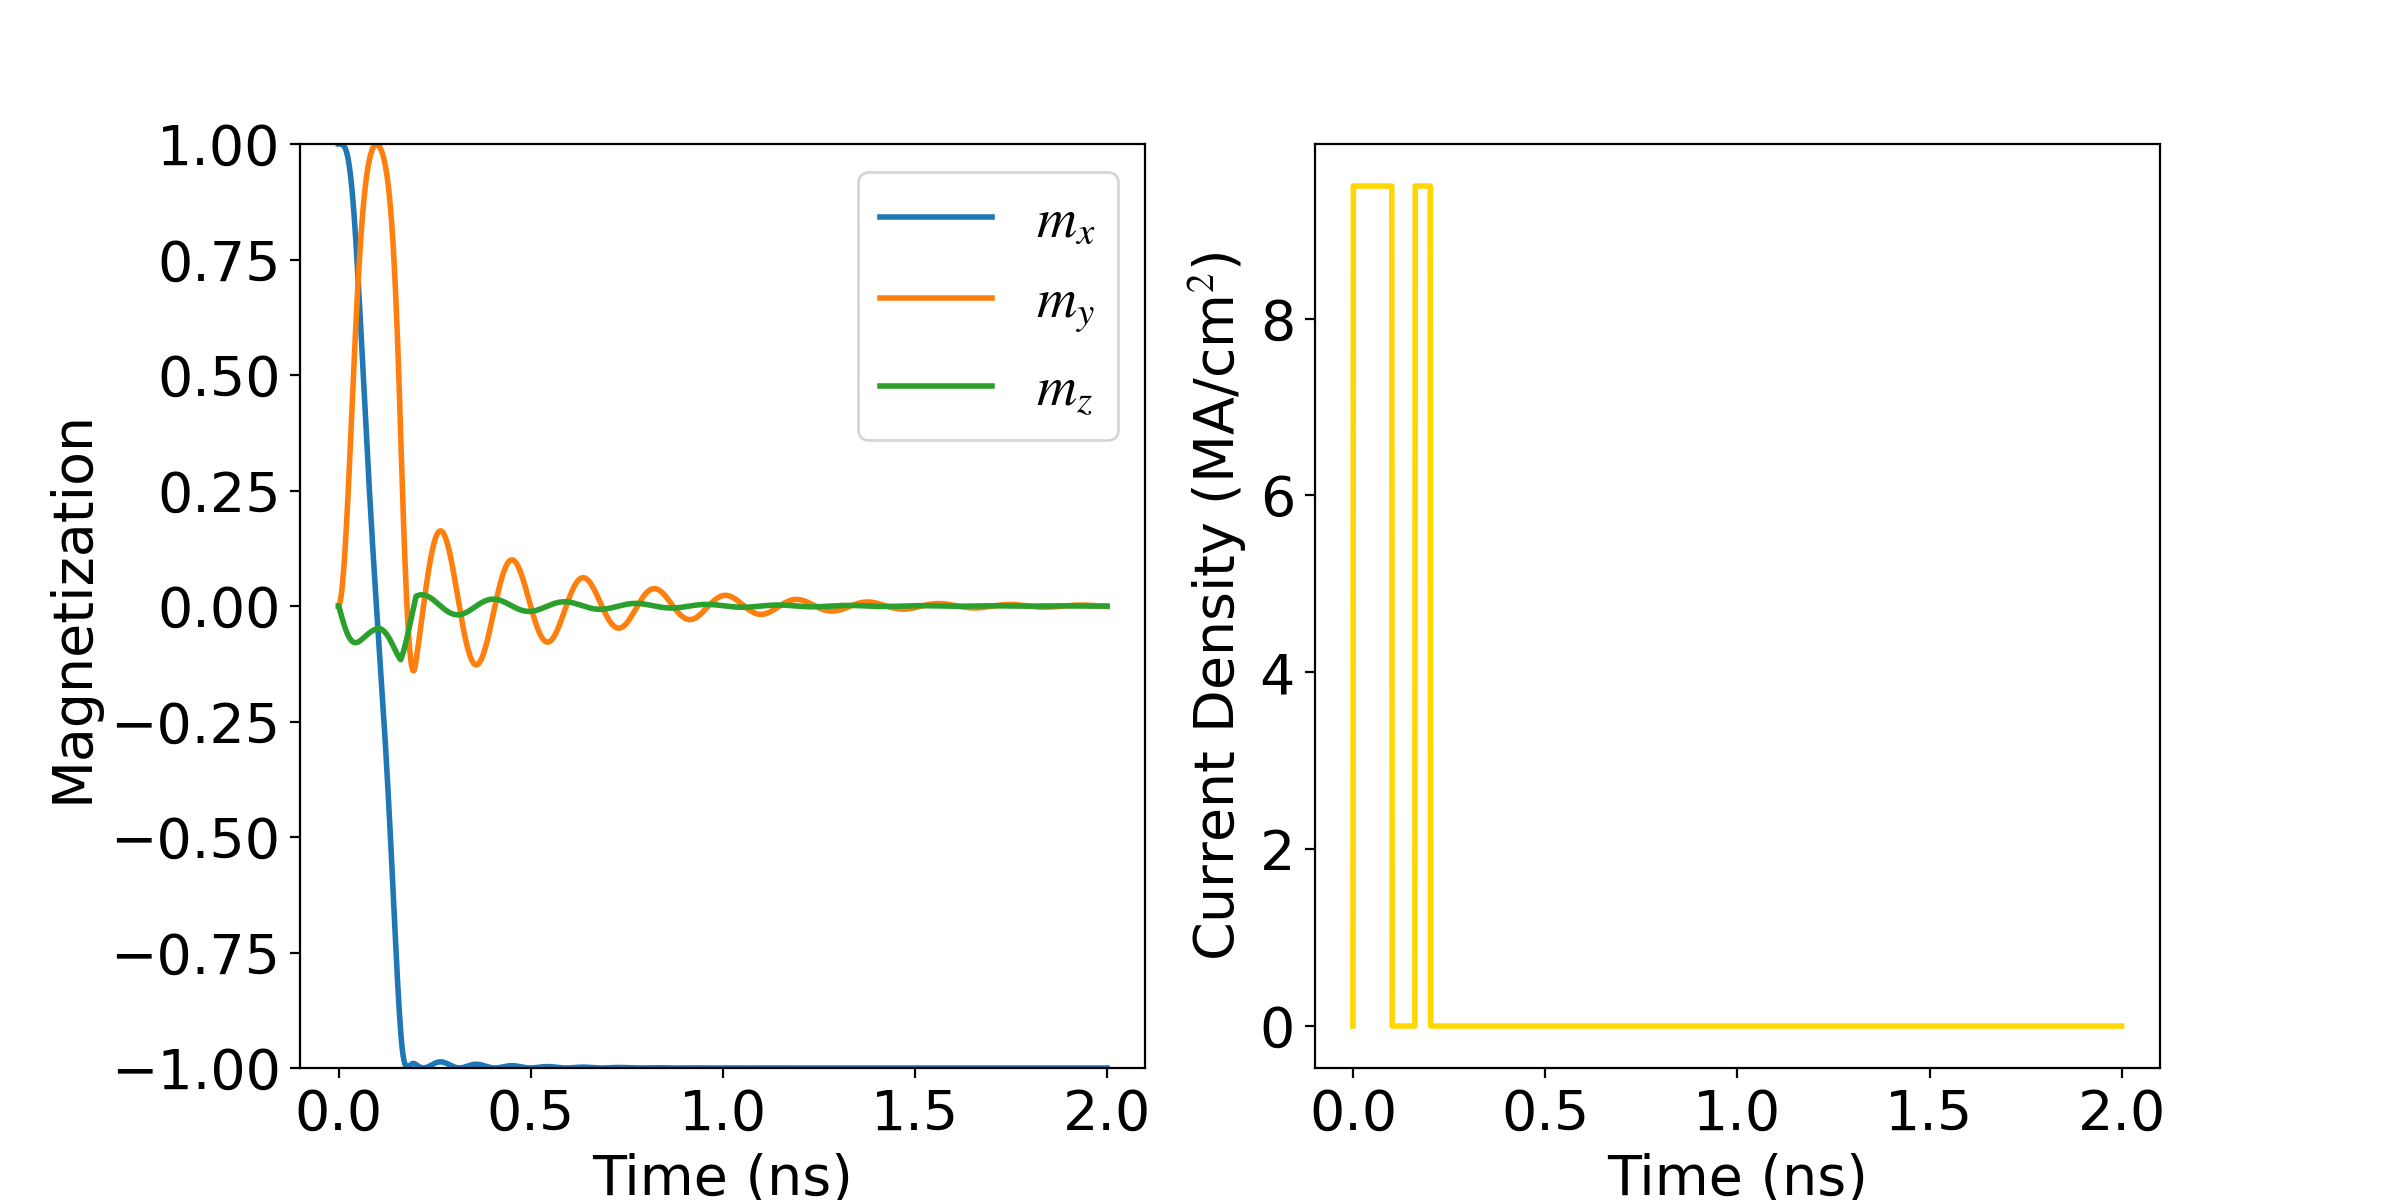 1.00
0.75
0.50
0.25
0.00
−0.25
−0.50
−0.75
−1.00
Magnetization
0.0 0.5 1.0 1.5 2.0
Time (ns)
m_x
m_y
m_z
8
6
4
2
0
Current Density (MA/cm²)
0.0 0.5 1.0 1.5 2.0
Time (ns)